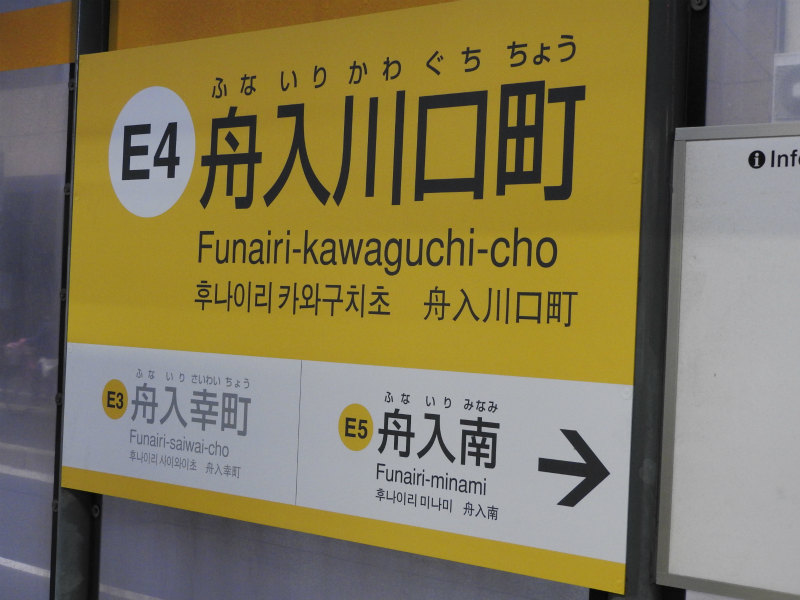 ふな いり かわ ぐち ちょう
E4 舟入川口町
Funairi-kawaguchi-cho
후나이리 카와구치초 舟入川口町
ふな いり さいわい ちょう
E3 舟入幸町
Funairi-saiwai-cho
후나이리 사이와이초 舟入幸町
ふな いり みなみ
E5 舟入南
Funairi-minami
후나이리 미나미 舟入南
Info